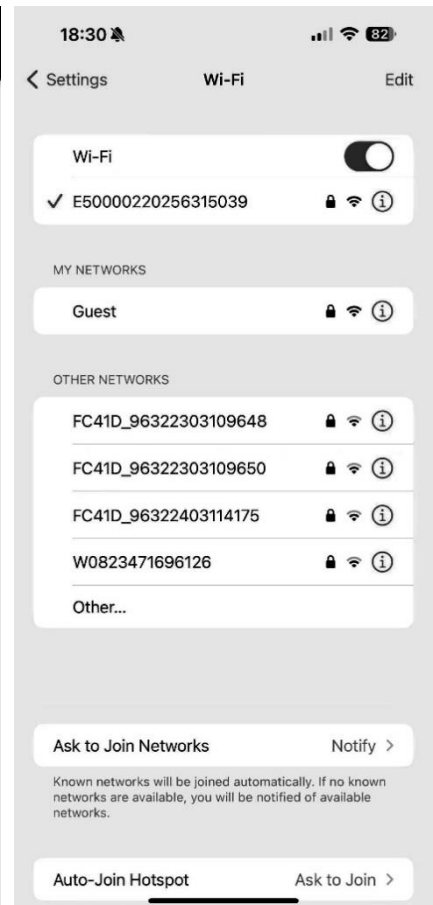 18:30 82
Settings Wi-Fi Edit
Wi-Fi
E50000220256315039
MY NETWORKS
Guest
OTHER NETWORKS
FC41D_96322303109648
FC41D_96322303109650
FC41D_96322403114175
W0823471696126
Other...
Ask to Join Networks Notify
Known networks will be joined automatically. If no known
networks are available, you will be notified of available
networks.
Auto-Join Hotspot Ask to Join